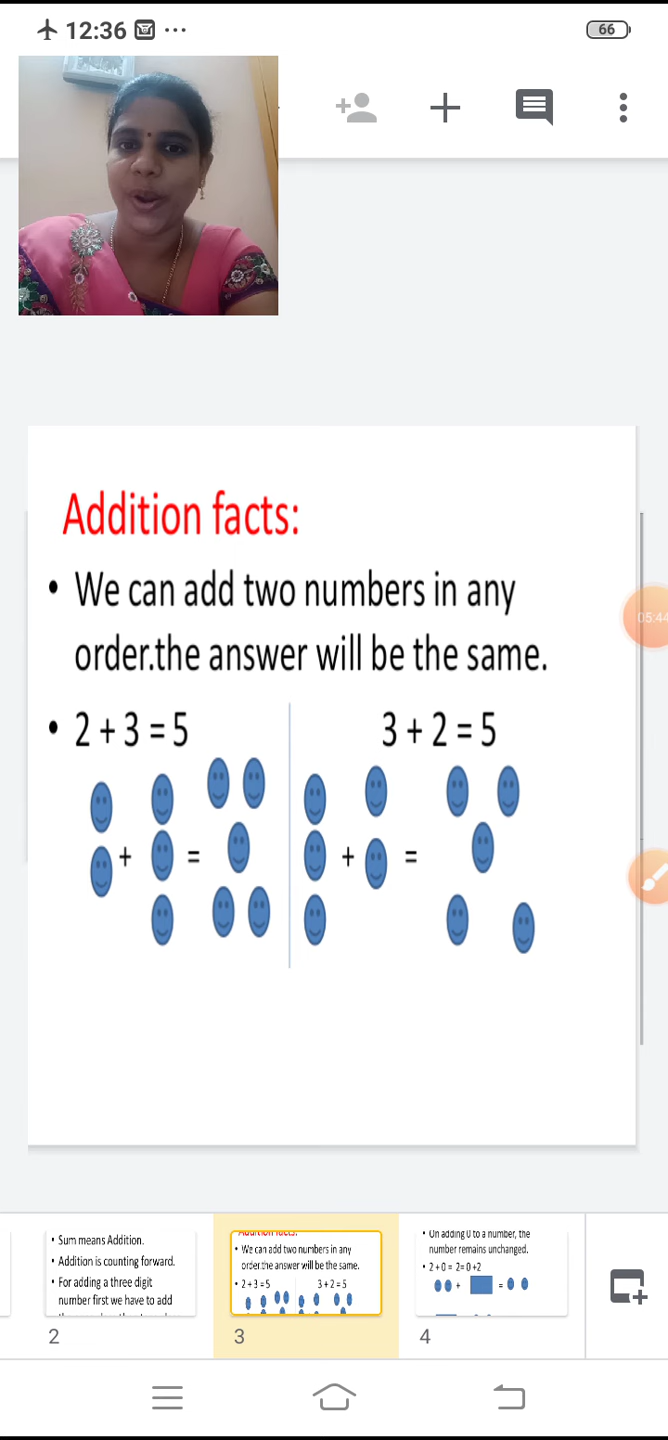 12:36
66
Addition facts:
• We can add two numbers in any
order.the answer will be the same.
• 2 + 3 = 5
3 + 2 = 5
+ =
+ =
05:44
• Sum means Addition.
• Addition is counting forward.
• For adding a three digit
number first we have to add
2
Addition facts:
• We can add two numbers in any
order.the answer will be the same.
• 2 + 3 = 5
3 + 2 = 5
3
• On adding 0 to a number, the
number remains unchanged.
• 2 + 0 = 2= 0 +2
+ =
4